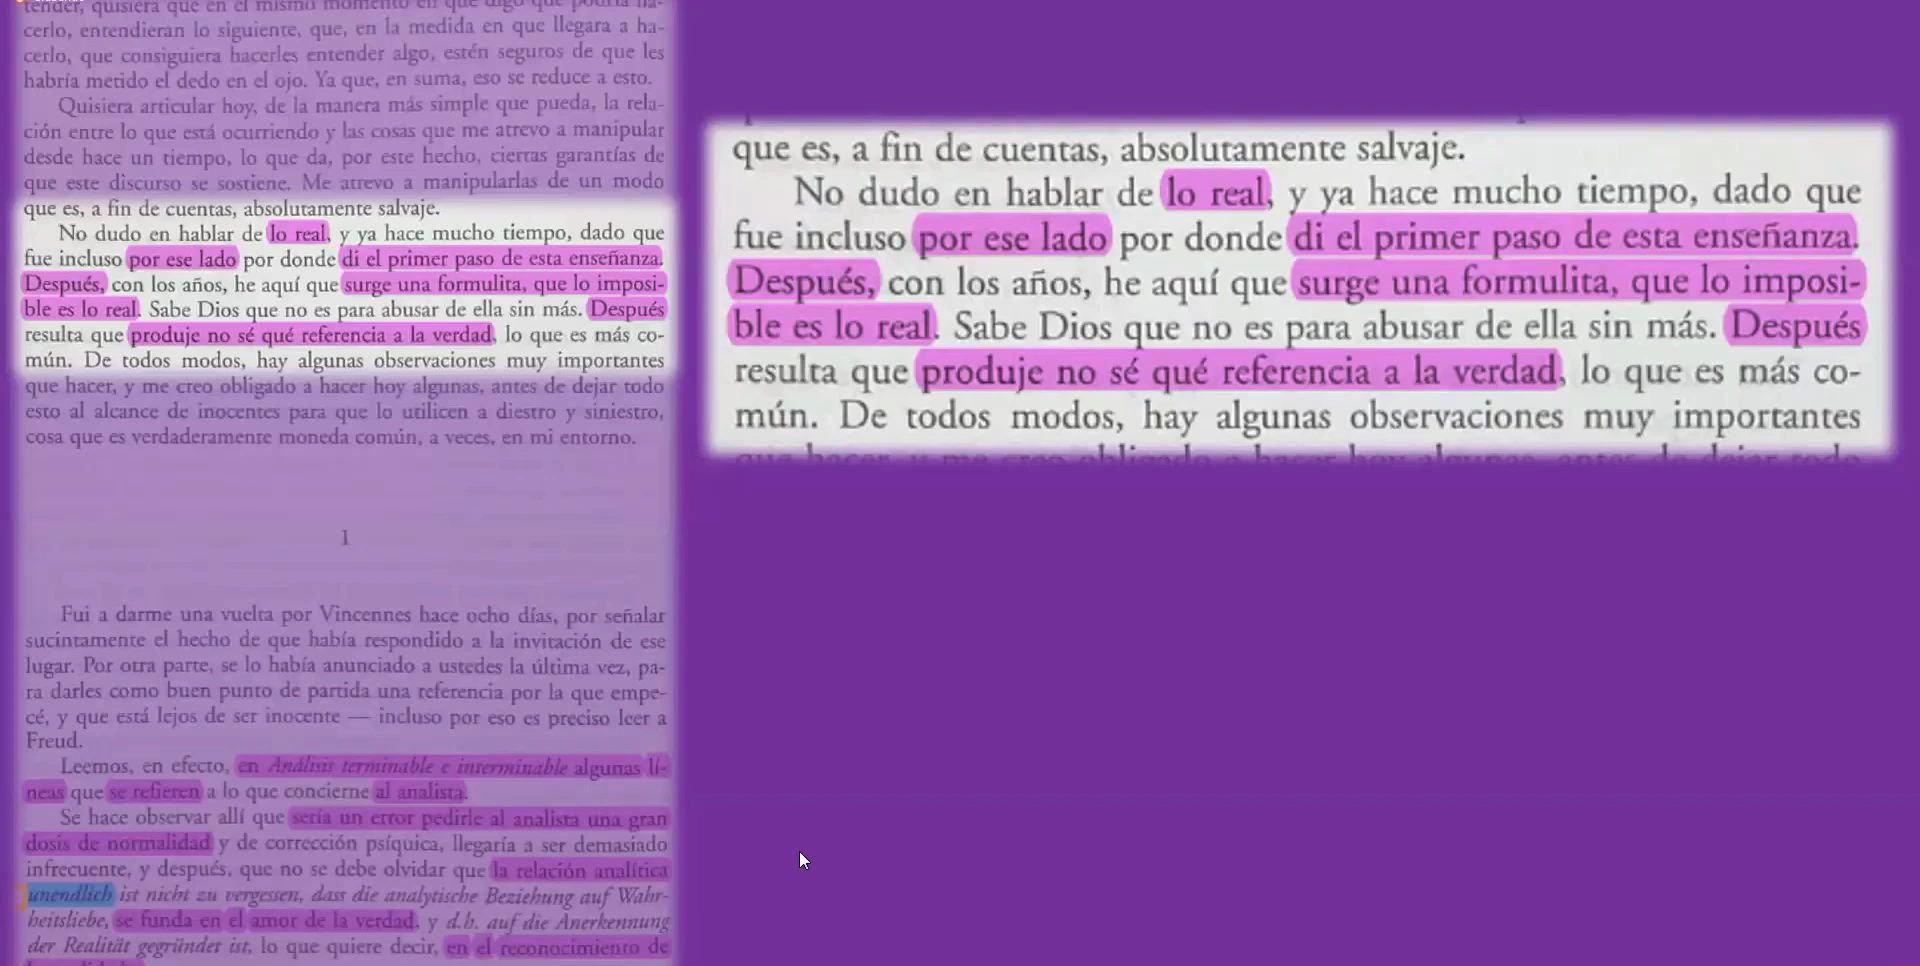 tender, quisiera que en el mismo momento en que algo que podría ha-
cerlo, entendieran lo siguiente, que, en la medida en que llegara a ha-
cerlo, que consiguiera hacerles entender algo, estén seguros de que les
habría metido el dedo en el ojo. Ya que, en suma, eso se reduce a esto.
Quisiera articular hoy, de la manera más simple que pueda, la rela-
ción entre lo que está ocurriendo y las cosas que me atrevo a manipular
desde hace un tiempo, lo que da, por este hecho, ciertas garantías de
que este discurso se sostiene. Me atrevo a manipularlas de un modo
que es, a fin de cuentas, absolutamente salvaje.
No dudo en hablar de lo real, y ya hace mucho tiempo, dado que
fue incluso por ese lado por donde di el primer paso de esta enseñanza.
Después, con los años, he aquí que surge una formulita, que lo imposi-
ble es lo real. Sabe Dios que no es para abusar de ella sin más. Después
resulta que produje no sé qué referencia a la verdad, lo que es más co-
mún. De todos modos, hay algunas observaciones muy importantes
que hacer, y me creo obligado a hacer hoy algunas, antes de dejar todo
esto al alcance de inocentes para que lo utilicen a diestro y siniestro,
cosa que es verdaderamente moneda común, a veces, en mi entorno.
1
Fui a darme una vuelta por Vincennes hace ocho días, por señalar
sucintamente el hecho de que había respondido a la invitación de ese
lugar. Por otra parte, se lo había anunciado a ustedes la última vez, pa-
ra darles como buen punto de partida una referencia por la que empe-
cé, y que está lejos de ser inocente — incluso por eso es preciso leer a
Freud.
Leemos, en efecto, en Análisis terminable e interminable algunas lí-
neas que se refieren a lo que concierne al analista.
Se hace observar allí que sería un error pedirle al analista una gran
dosis de normalidad y de corrección psíquica, llegaría a ser demasiado
infrecuente, y después, que no se debe olvidar que la relación analítica
unendlich ist nicht zu vergessen, dass die analytische Beziehung auf Wahr-
heitsliebe, se funda en el amor de la verdad, y d.h. auf die Anerkennung
der Realität gegründet ist, lo que quiere decir, en el reconocimiento de
que es, a fin de cuentas, absolutamente salvaje.
No dudo en hablar de lo real, y ya hace mucho tiempo, dado que
fue incluso por ese lado por donde di el primer paso de esta enseñanza.
Después, con los años, he aquí que surge una formulita, que lo imposi-
ble es lo real. Sabe Dios que no es para abusar de ella sin más. Después
resulta que produje no sé qué referencia a la verdad, lo que es más co-
mún. De todos modos, hay algunas observaciones muy importantes
que hacer, y me creo obligado a hacer hoy algunas, antes de dejar todo